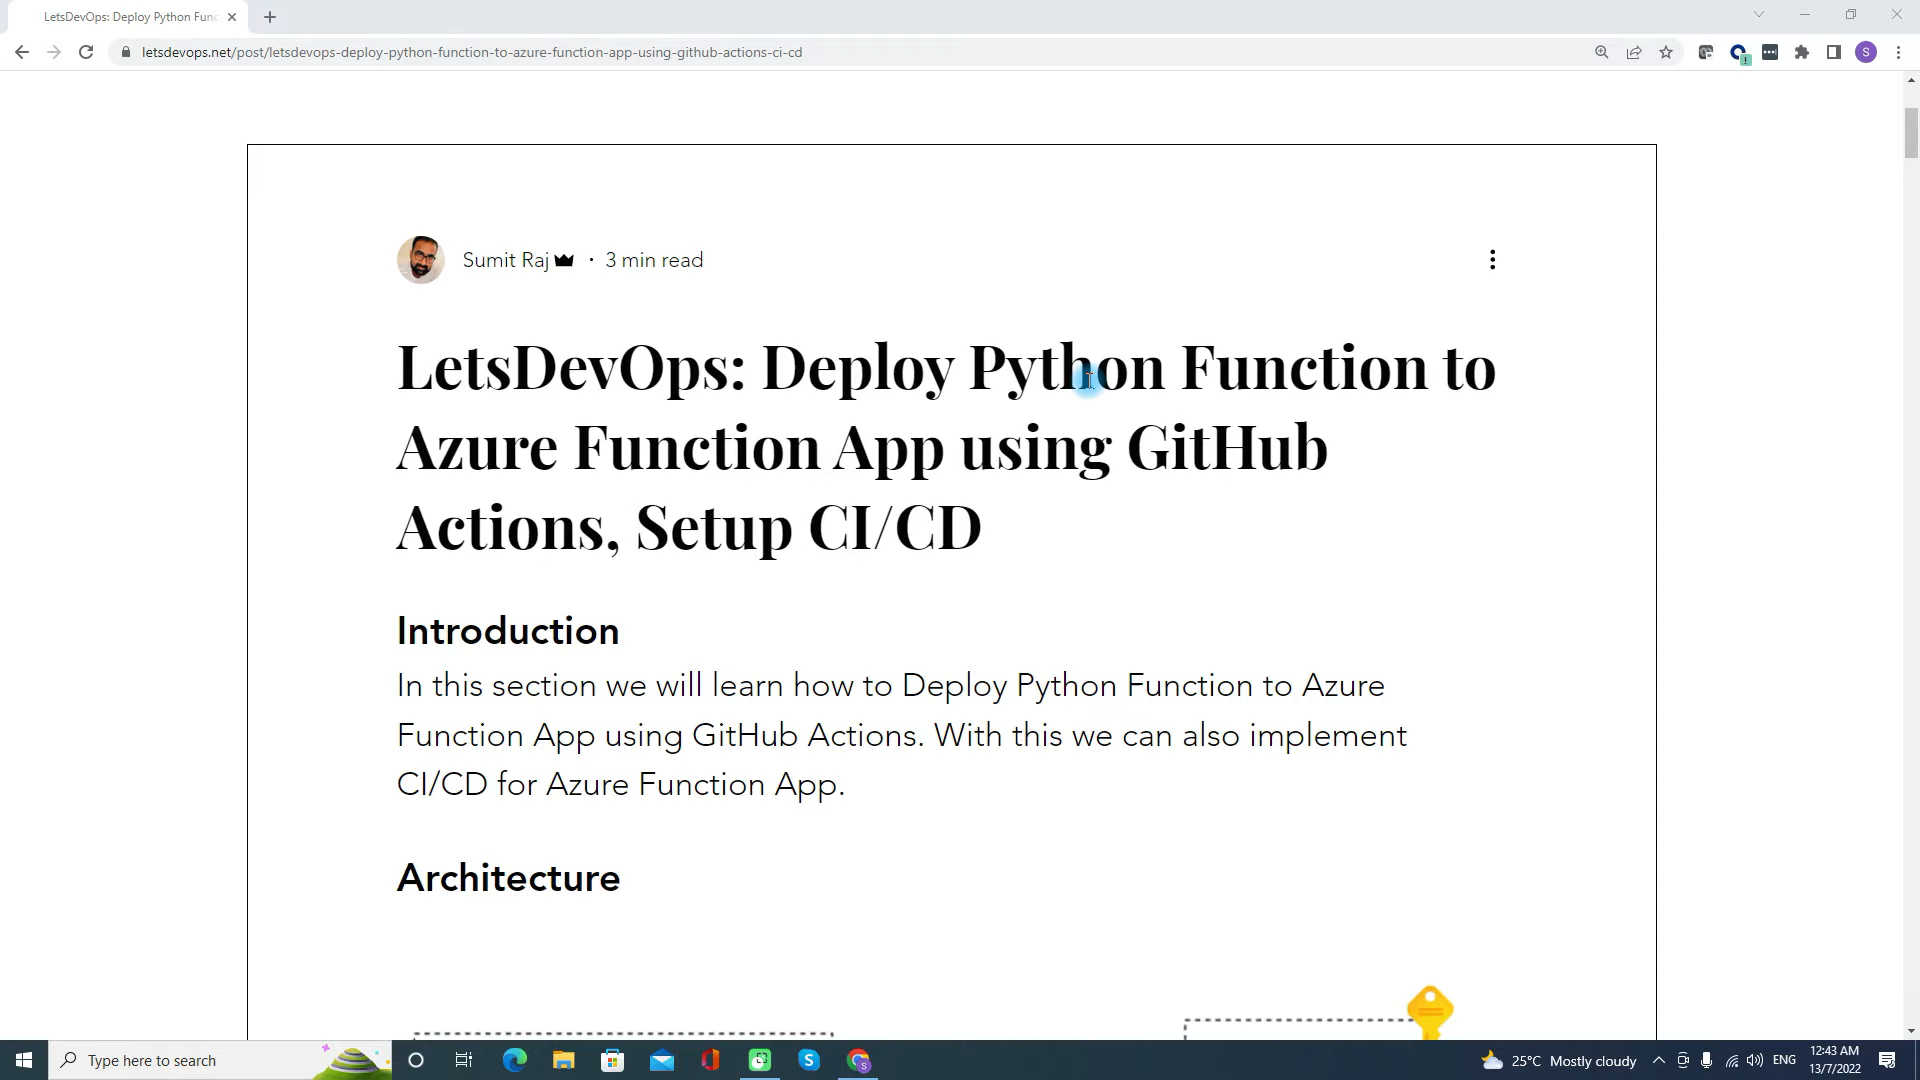 LetsDevOps: Deploy Python Func
letsdevops.net/post/letsdevops-deploy-python-function-to-azure-function-app-using-github-actions-ci-cd
S
Sumit Raj · 3 min read
LetsDevOps: Deploy Python Function to
Azure Function App using GitHub
Actions, Setup CI/CD
Introduction
In this section we will learn how to Deploy Python Function to Azure
Function App using GitHub Actions. With this we can also implement
CI/CD for Azure Function App.
Architecture
Type here to search
25°C Mostly cloudy
ENG
12:43 AM
13/7/2022